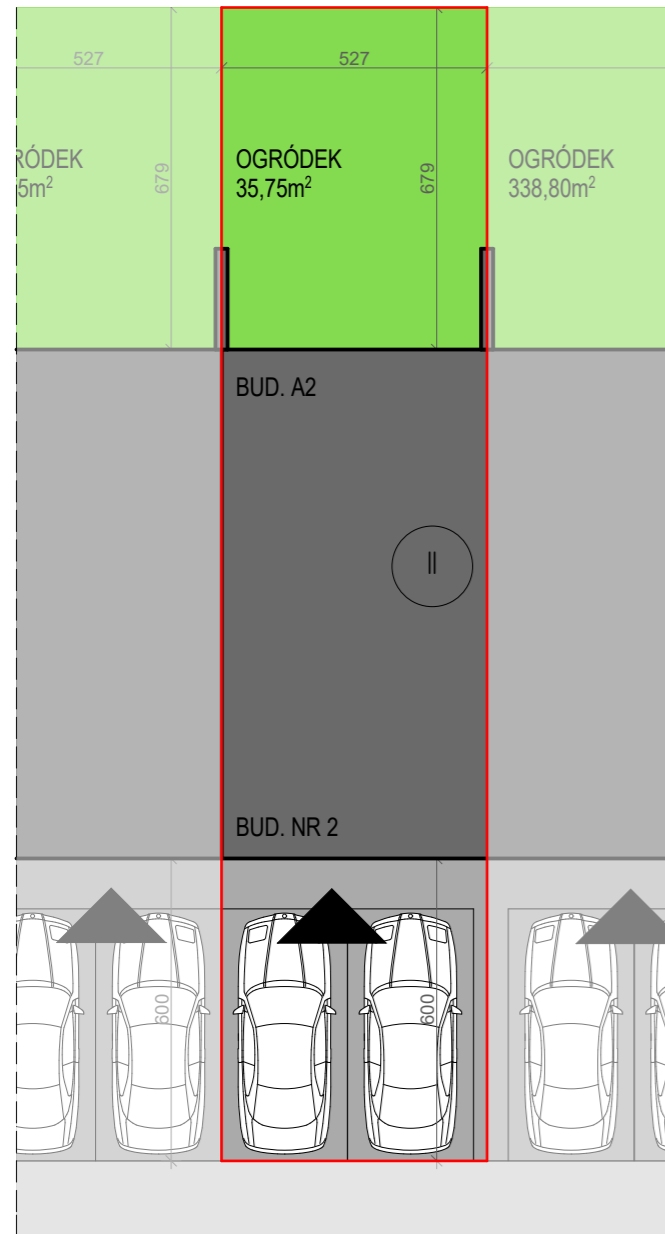 527
527
RÓDEK
5m²
679
OGRÓDEK
35,75m²
679
OGRÓDEK
338,80m²
BUD. A2
II
BUD. NR 2
600
600